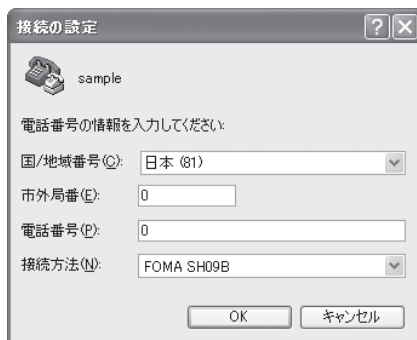 接続の設定
sample
電話番号の情報を入力してください:
国/地域番号(C): 日本 (81)
市外局番(E): 0
電話番号(P): 0
接続方法(N): FOMA SH09B
OK キャンセル